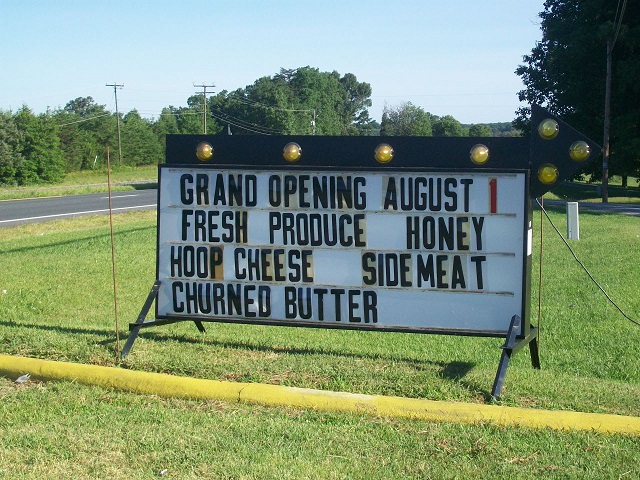 GRAND OPENING AUGUST 1
FRESH PRODUCE HONEY
HOOP CHEESE SIDEMEAT
CHURNED BUTTER